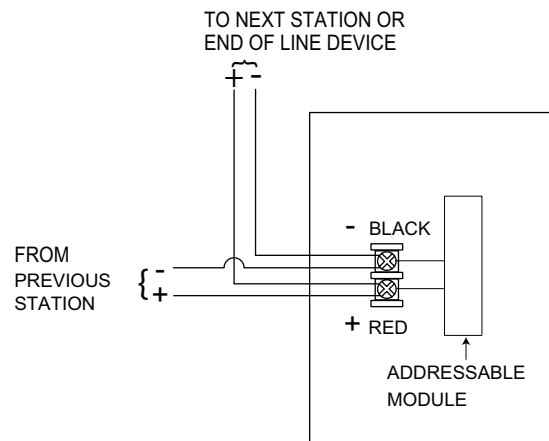 TO NEXT STATION OR
END OF LINE DEVICE
+ -
- BLACK
FROM
PREVIOUS
STATION
-
+
+ RED
ADDRESSABLE
MODULE